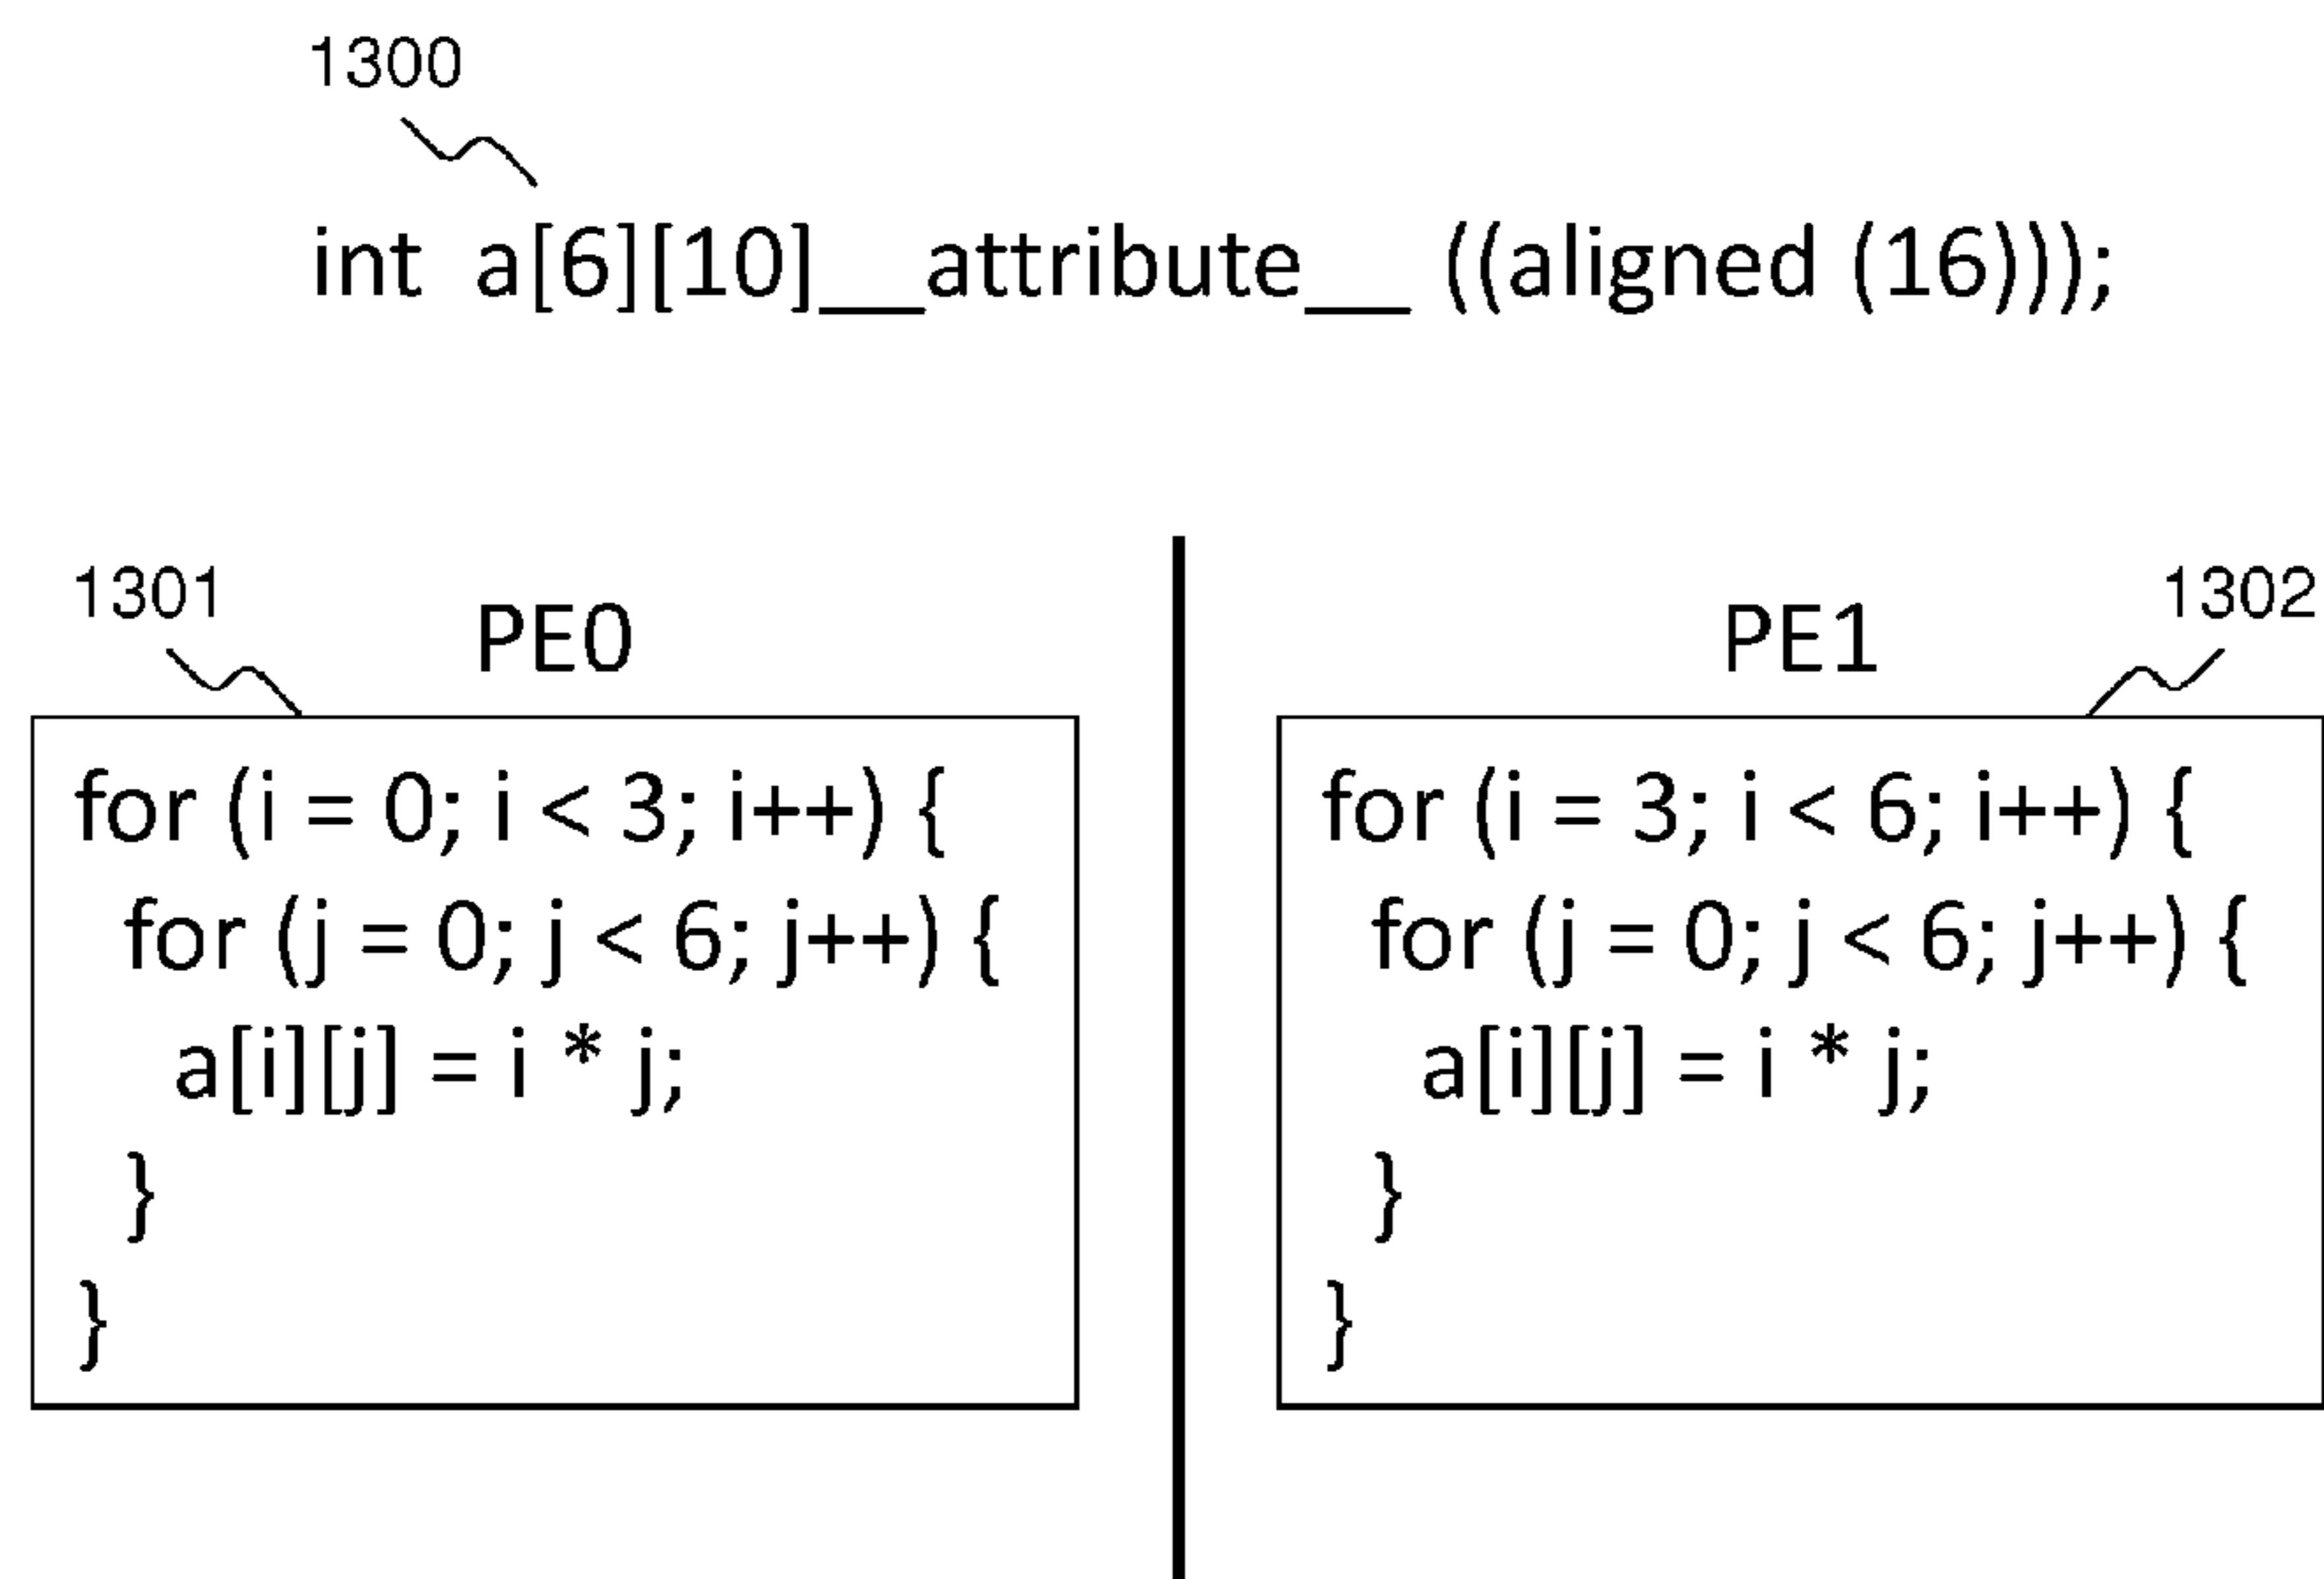 1300
int a[6][10]__attribute__ ((aligned (16)));
1301
PE0
for (i = 0; i < 3; i++) {
for (j = 0; j < 6; j++) {
a[i][j] = i * j;
}
}
1302
PE1
for (i = 3; i < 6; i++) {
for (j = 0; j < 6; j++) {
a[i][j] = i * j;
}
}